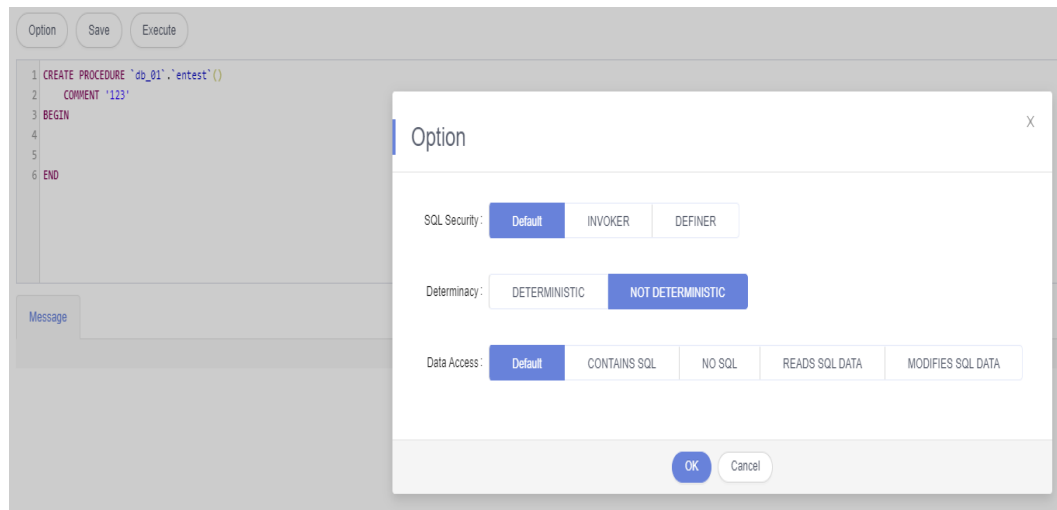 Option Save Execute
1 CREATE PROCEDURE `db_01`.`entest`()
2 COMMENT '123'
3 BEGIN
4
5
6 END
Message
Option X
SQL Security : Default INVOKER DEFINER
Determinacy : DETERMINISTIC NOT DETERMINISTIC
Data Access : Default CONTAINS SQL NO SQL READS SQL DATA MODIFIES SQL DATA
OK Cancel